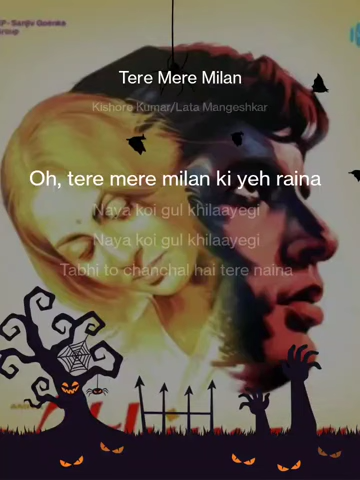 Tere Mere Milan
Kishore Kumar/Lata Mangeshkar
Oh, tere mere milan ki yeh raina
Naya koi gul khilaayegi
Naya koi gul khilaayegi
Tabhi to chanchal hai tere naina